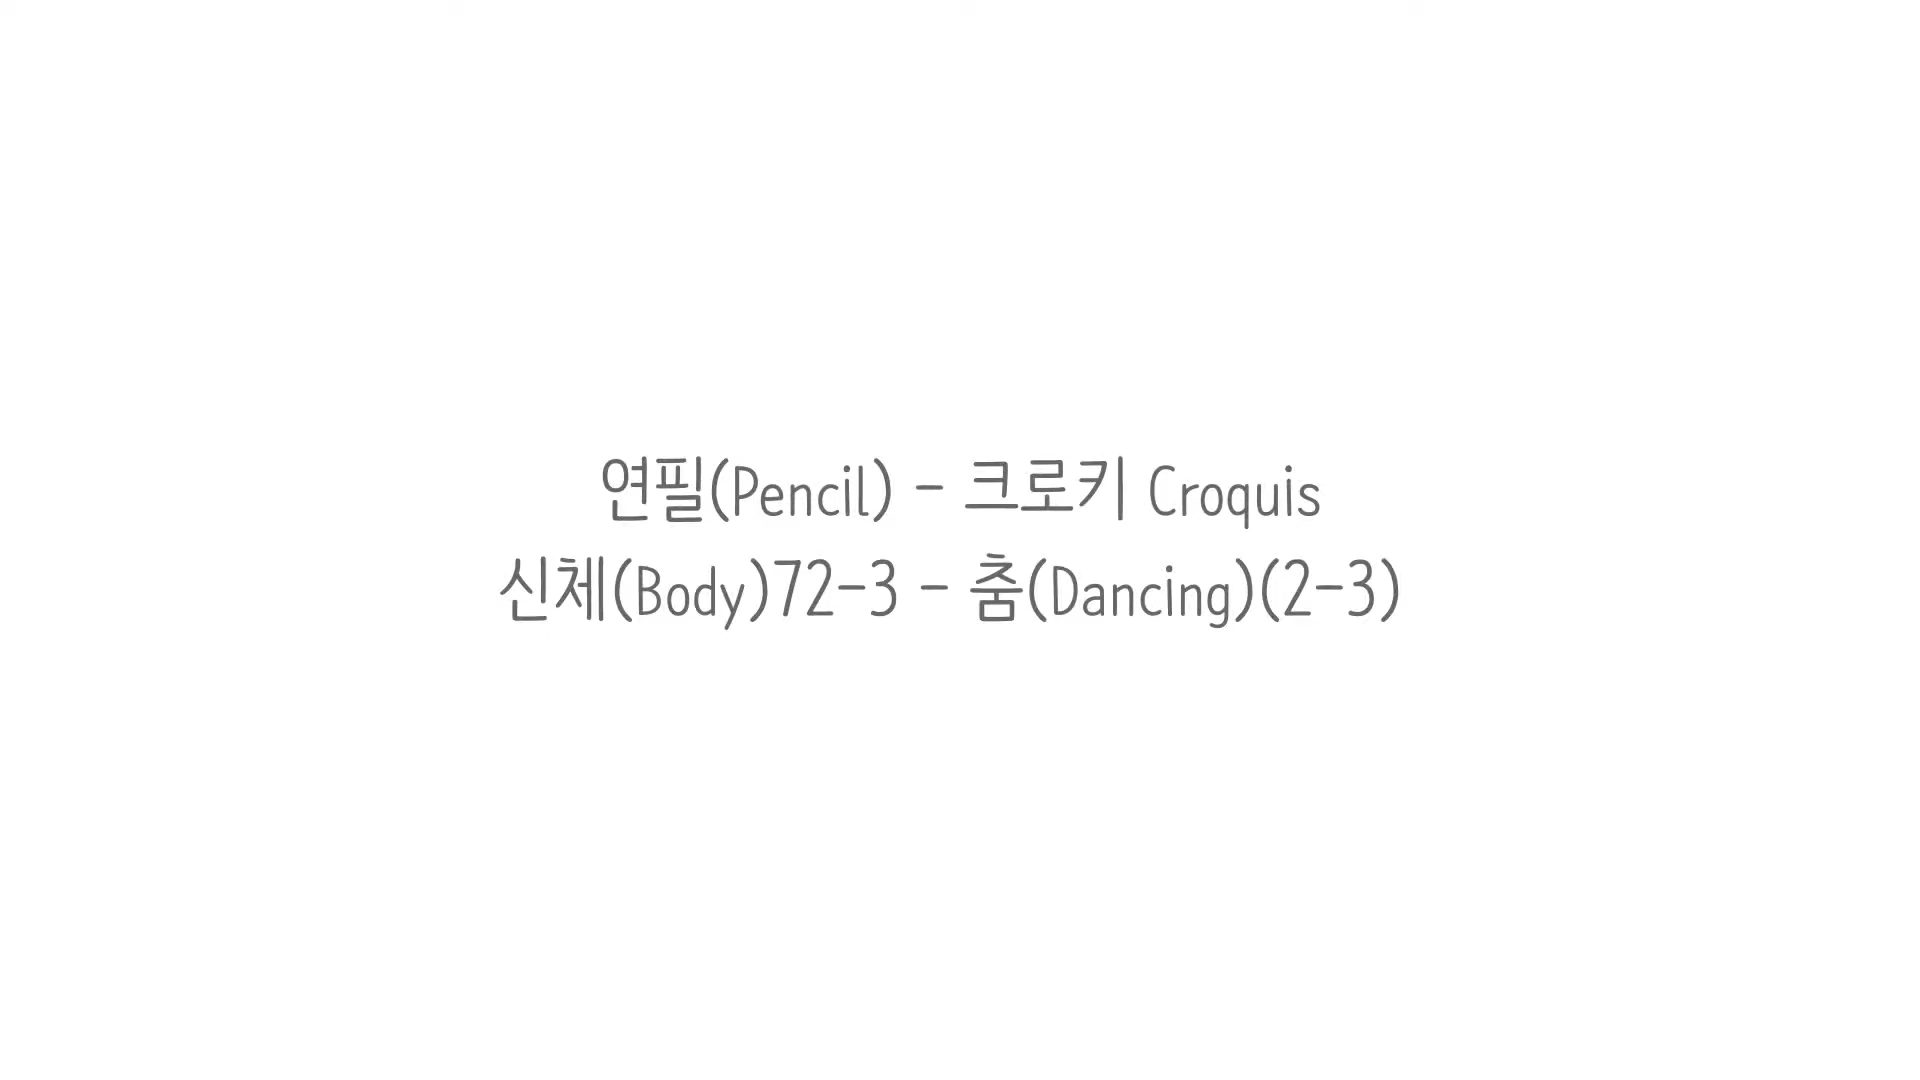 연필(Pencil) - 크로키 Croquis
신체(Body)72-3 - 춤(Dancing)(2-3)